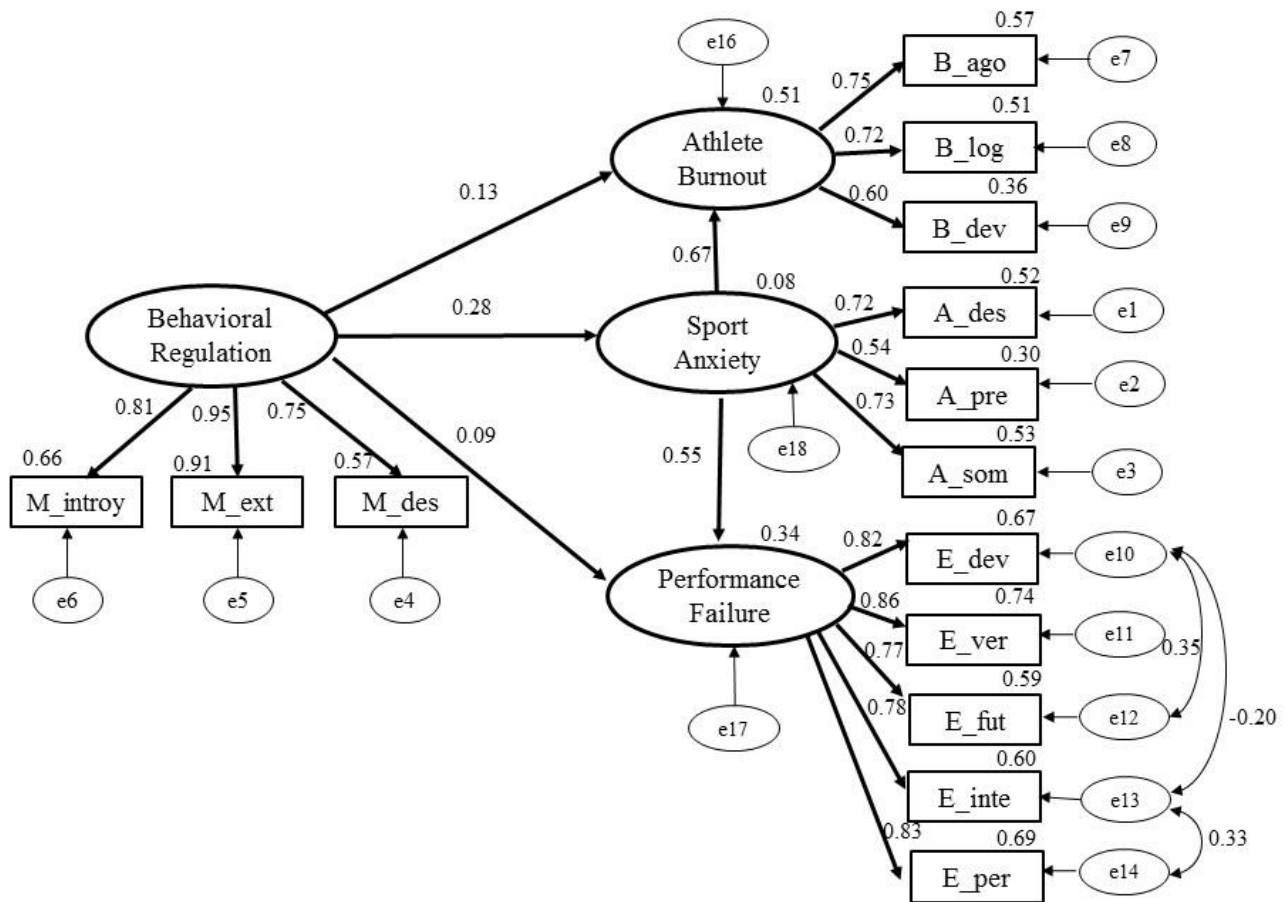 0.57
e16
B_ago
e7
0.75
0.51
0.51
Athlete
Burnout
0.72
B_log
e8
0.36
0.13
0.60
B_dev
e9
0.67
0.52
0.08
Behavioral
Regulation
0.28
Sport
Anxiety
0.72
A_des
e1
0.54
0.30
A_pre
e2
0.81
0.95
0.75
0.73
0.09
e18
0.53
0.66
0.91
0.57
0.55
A_som
e3
M_introy
M_ext
M_des
0.67
0.34
0.82
E_dev
e10
Performance
Failure
0.86
0.74
e6
e5
e4
E_ver
e11
0.77
0.35
0.59
0.78
e17
E_fut
e12
-0.20
0.60
E_inte
e13
0.83
0.69
0.33
E_per
e14